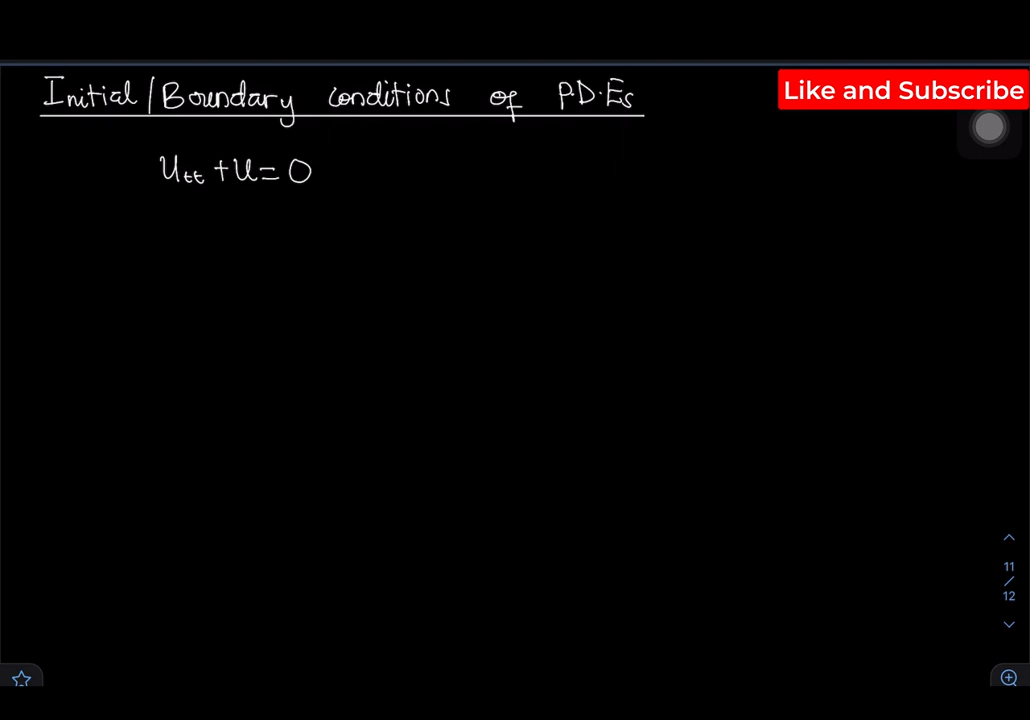 Initial/Boundary conditions of P.D.Es
Like and Subscribe
Utt + U = 0
11
/
12